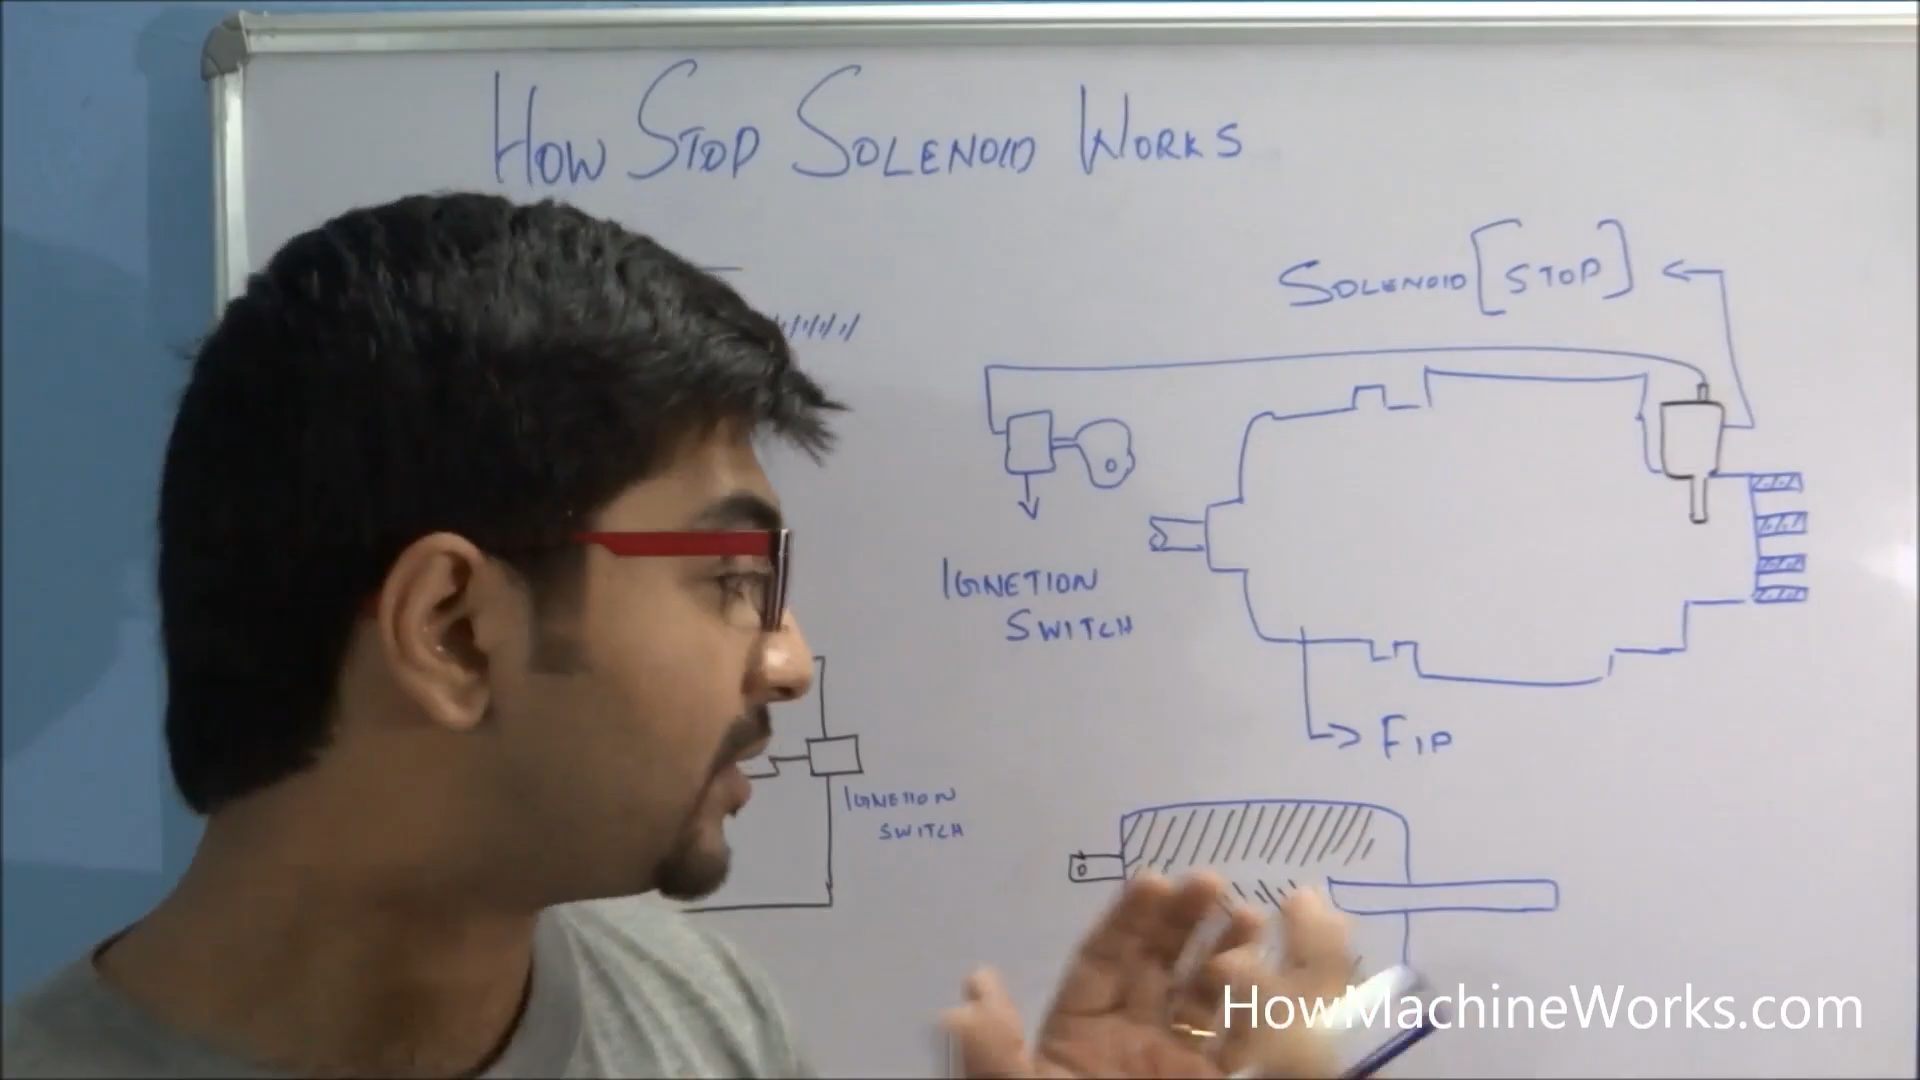 HOW STOP SOLENOID WORKS
SOLENOID [STOP]
IGNETION
SWITCH
FIP
IGNETION
SWITCH
HowMachineWorks.com